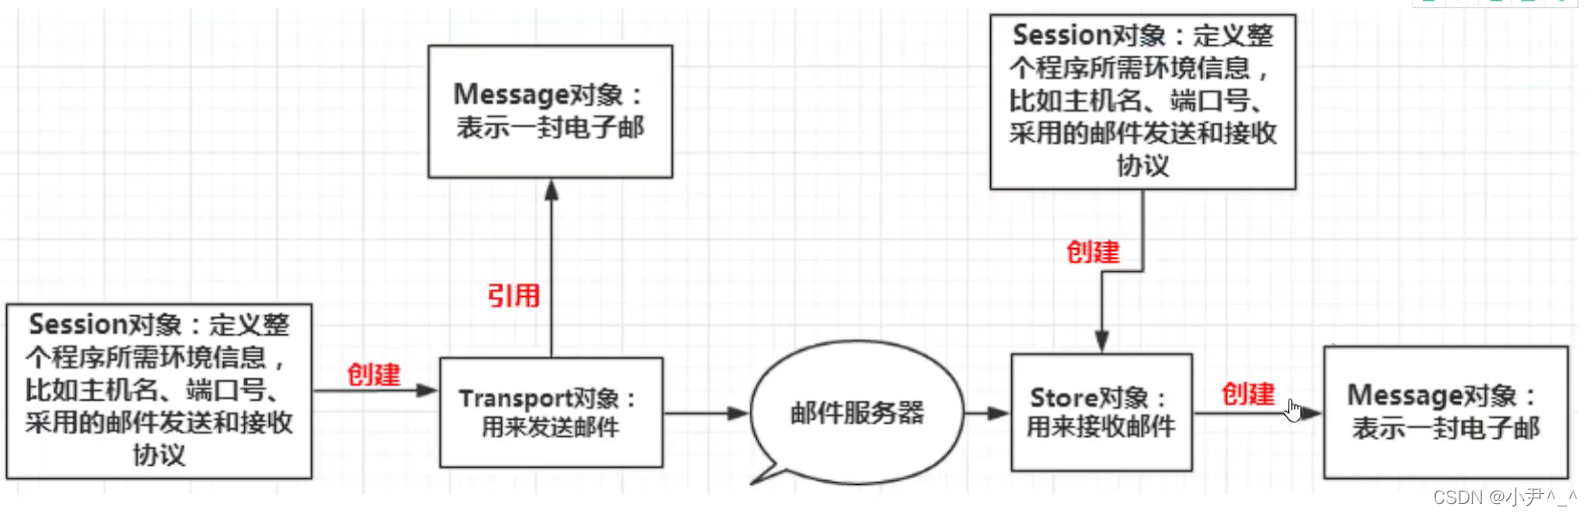 Message对象：
表示一封电子邮
引用
Session对象：定义整
个程序所需环境信息，
比如主机名、端口号、
采用的邮件发送和接收
协议
创建
Transport对象：
用来发送邮件
邮件服务器
Session对象：定义整
个程序所需环境信息，
比如主机名、端口号、
采用的邮件发送和接收
协议
创建
Store对象：
用来接收邮件
创建
Message对象：
表示一封电子邮
CSDN @小尹^_^